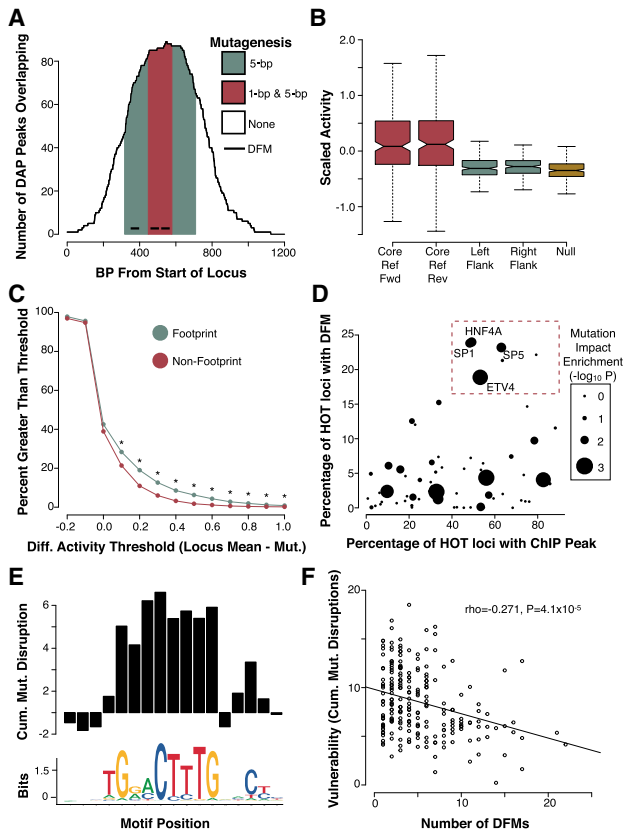 A
Number of DAP Peaks Overlapping
80
60
40
20
0
0 200 400 600 800 1200
BP From Start of Locus
Mutagenesis
5-bp
1-bp & 5-bp
None
DFM
B
Scaled Activity
2.0
1.0
0.0
-1.0
Core Ref Fwd
Core Ref Rev
Left Flank
Right Flank
Null
C
Percent Greater Than Threshold
100
80
60
40
20
0
-0.2 0.0 0.2 0.4 0.6 0.8 1.0
Diff. Activity Threshold (Locus Mean - Mut.)
Footprint
Non-Footprint
* * * * * * * * * *
D
Percentage of HOT loci with DFM
25
20
15
10
5
0
0 20 40 60 80
Percentage of HOT loci with ChIP Peak
HNF4A
SP1
SP5
ETV4
Mutation
Impact
Enrichment
(-log10 P)
0
1
2
3
E
Cum. Mut. Disruption
6
4
2
0
-2
Bits
1.5
0
TGGACTTTG CT
Motif Position
F
Vulnerability (Cum. Mut. Disruptions)
20
15
10
5
0
0 10 20
Number of DFMs
rho=-0.271, P=4.1x10-5